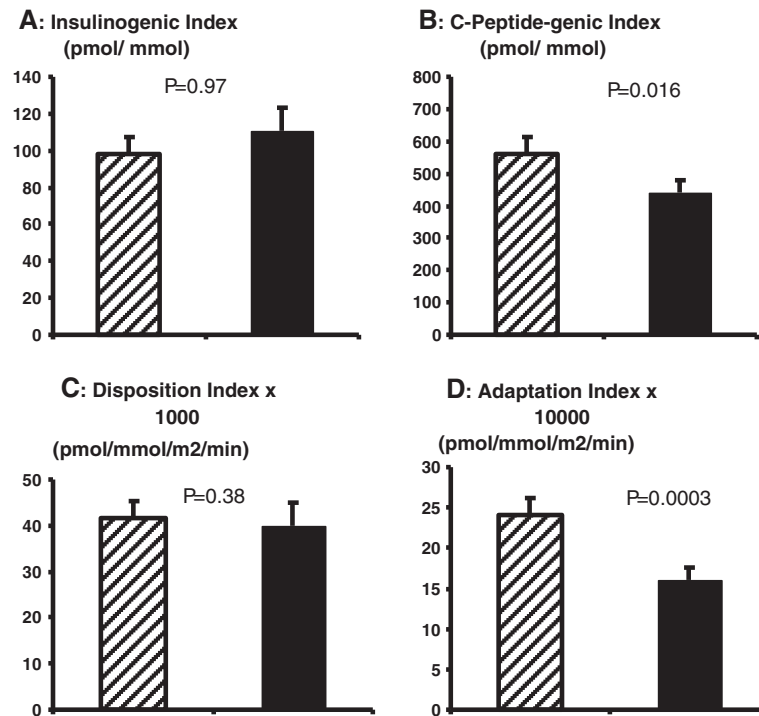 A: Insulinogenic Index
(pmol/ mmol)
P=0.97
140
120
100
80
60
40
20
0
B: C-Peptide-genic Index
(pmol/ mmol)
P=0.016
800
700
600
500
400
300
200
100
0
C: Disposition Index x
1000
(pmol/mmol/m2/min)
P=0.38
50
40
30
20
10
0
D: Adaptation Index x
10000
(pmol/mmol/m2/min)
P=0.0003
30
25
20
15
10
5
0